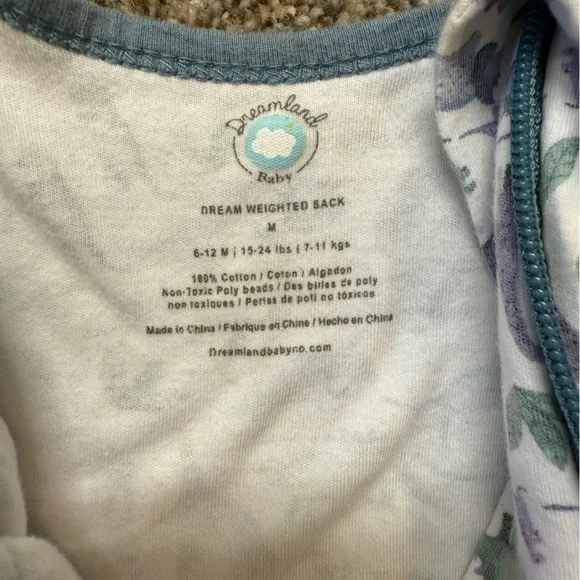 Dreamland
Baby
DREAM WEIGHTED SACK
M
6-12 M | 15-24 lbs | 7-11 kgs
100% Cotton / Coton / Algodon
Non-Toxic Poly beads / Des billes de poly
non toxiques / Perlas de poli no tóxicos
Made in China / Fabrique en Chine / Hecho en China
Dreamlandbabyco.com